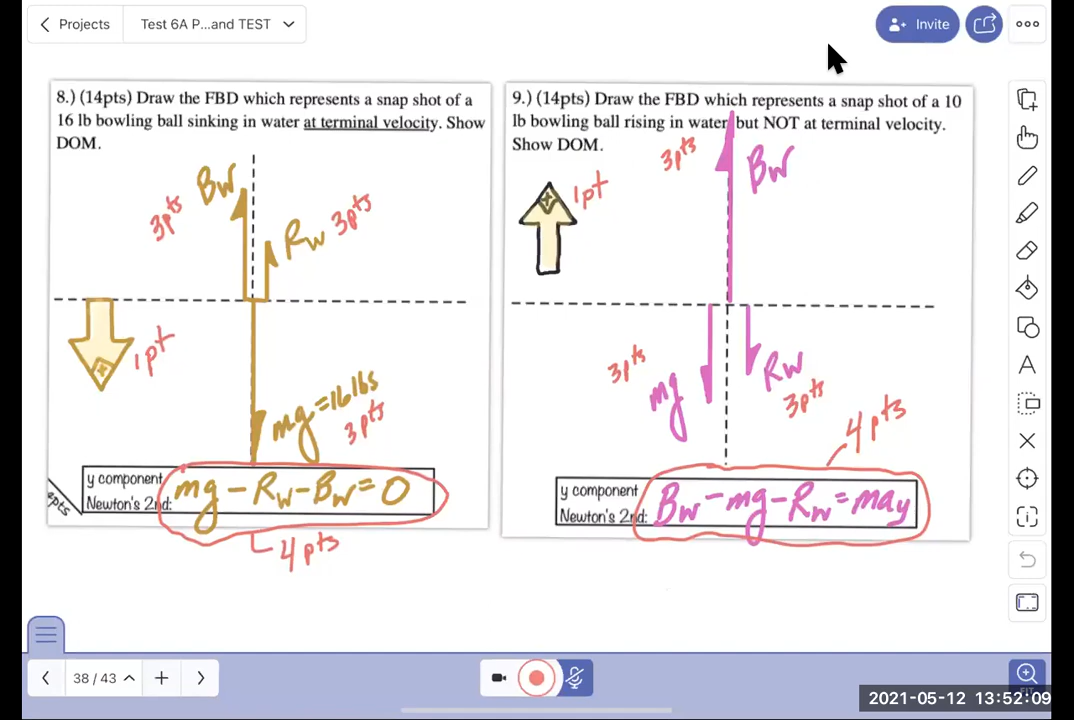 Projects
Test 6A P...and TEST
Invite
8.) (14pts) Draw the FBD which represents a snap shot of a
16 lb bowling ball sinking in water at terminal velocity. Show
DOM.
Bw
3pts
Rw 3pts
1pt
mg=16lbs
3pts
y component
Newton's 2nd:
mg - Rw - Bw = 0
4pts
9.) (14pts) Draw the FBD which represents a snap shot of a 10
lb bowling ball rising in water but NOT at terminal velocity.
Show DOM.
3pts
Bw
1pt
3pts
mg
Rw
3pts
4pts
y component
Newton's 2nd:
Bw - mg - Rw = may
38 / 43
2021-05-12 13:52:09